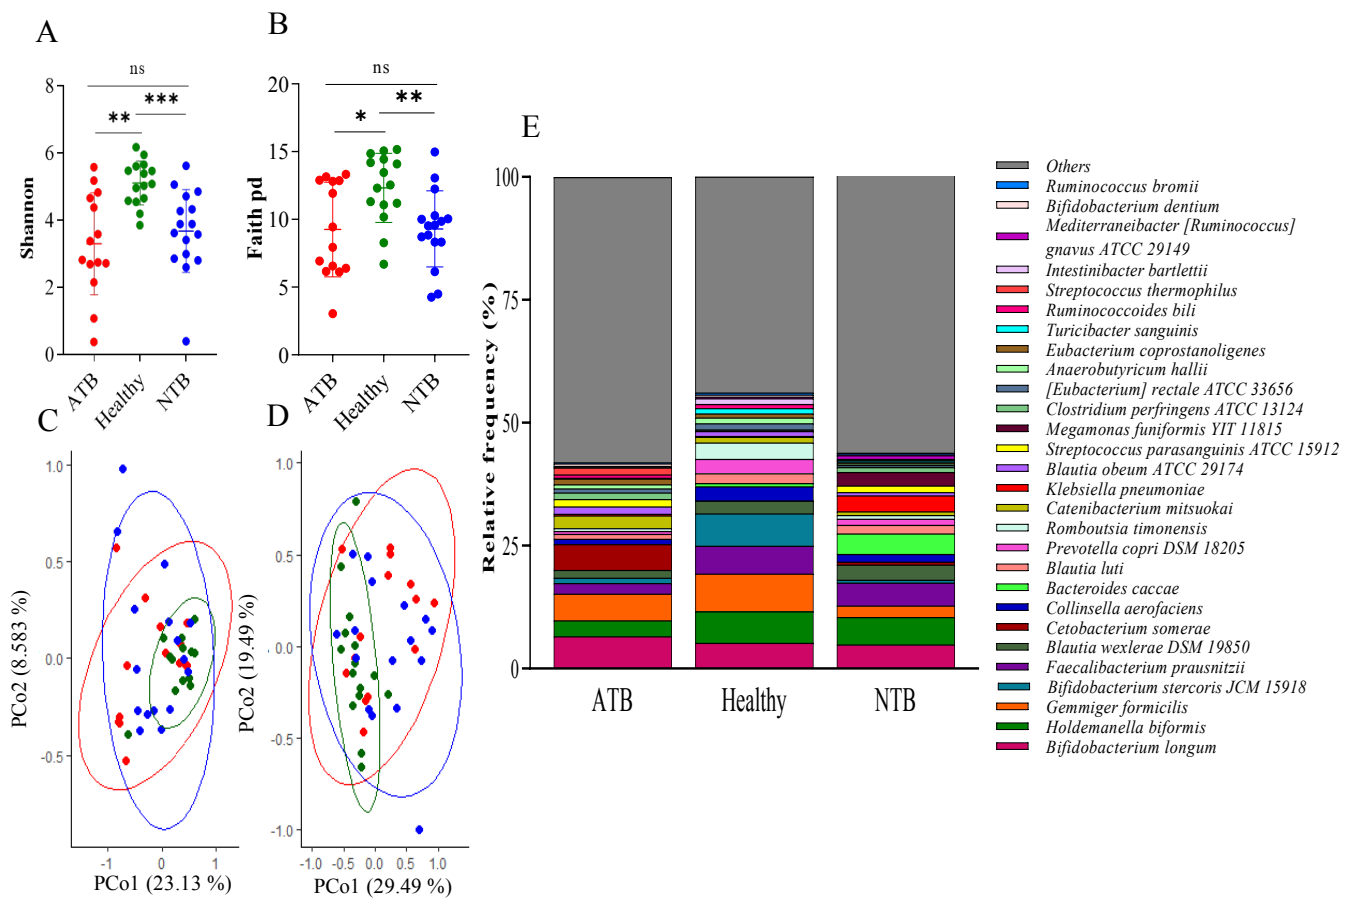 A
8
6
4
2
0
Shannon
ns
**
***
ATB
Healthy
NTB
B
20
15
10
5
0
Faith pd
ns
*
**
ATB
Healthy
NTB
C
1.0
0.5
0.0
-0.5
PCo2 (8.583 %)
-1
0
1
PCo1 (23.13 %)
D
1.0
0.5
0.0
-0.5
-1.0
PCo2 (19.49 %)
-1.0
-0.5
0.0
0.5
1.0
PCo1 (29.49 %)
E
100
75
50
25
0
Relative frequency (%)
ATB
Healthy
NTB
Others
Ruminococcus bromii
Bifidobacterium dentium
Mediterraneibacter [Ruminococcus]
gnavus ATCC 29149
Intestinibacter bartlettii
Streptococcus thermophilus
Ruminococcoides bili
Turicibacter sanguinis
Eubacterium coprostanoligenes
Anaerobutyricum hallii
[Eubacterium] rectale ATCC 33656
Clostridium perfringens ATCC 13124
Megamonas funiformis YIT 11815
Streptococcus parasanguinis ATCC 15912
Blautia obeum ATCC 29174
Klebsiella pneumoniae
Catenibacterium mitsuokai
Romboutsia timonensis
Prevotella copri DSM 18205
Blautia luti
Bacteroides caccae
Collinsella aerofaciens
Cetobacterium somerae
Blautia wexlerae DSM 19850
Faecalibacterium prausnitzii
Bifidobacterium stercoris JCM 15918
Gemmiger formicilis
Holdemanella biformis
Bifidobacterium longum